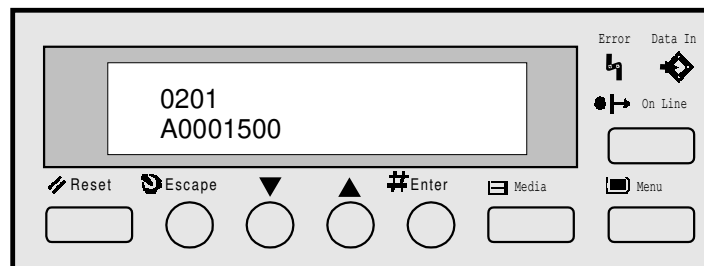 Error Data In
0201
On Line
A0001500
Reset Escape Enter Media Menu